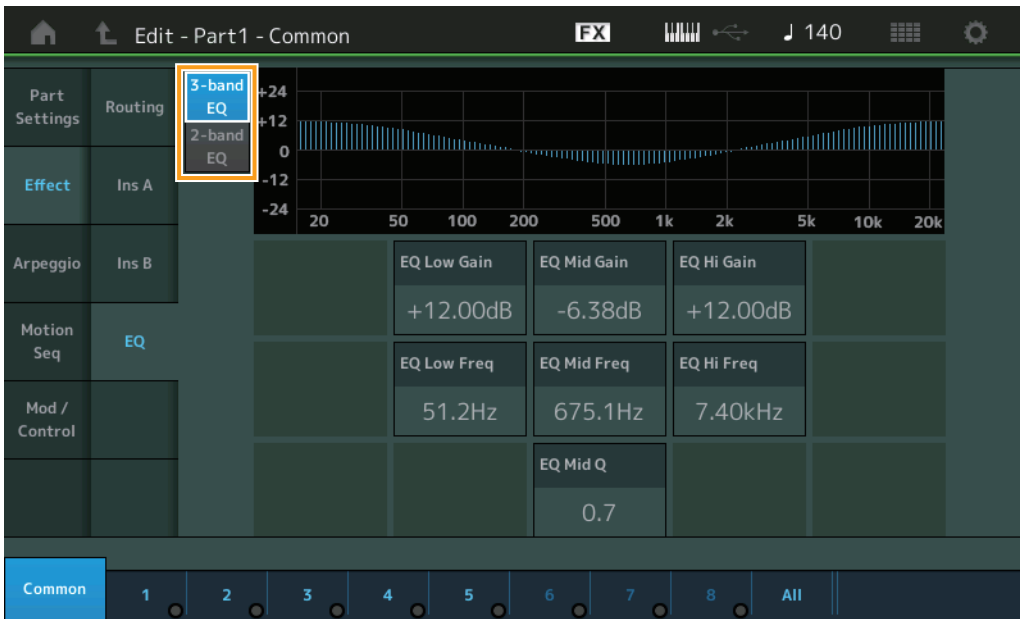 Edit - Part1 - Common
FX
140
Part
Settings
Effect
Arpeggio
Motion
Seq
Mod /
Control
Routing
Ins A
Ins B
EQ
3-band
EQ
2-band
EQ
+24
+12
0
-12
-24
20 50 100 200 500 1k 2k 5k 10k 20k
EQ Low Gain
+12.00dB
EQ Mid Gain
-6.38dB
EQ Hi Gain
+12.00dB
EQ Low Freq
51.2Hz
EQ Mid Freq
675.1Hz
EQ Hi Freq
7.40kHz
EQ Mid Q
0.7
Common 1 2 3 4 5 6 7 8 All